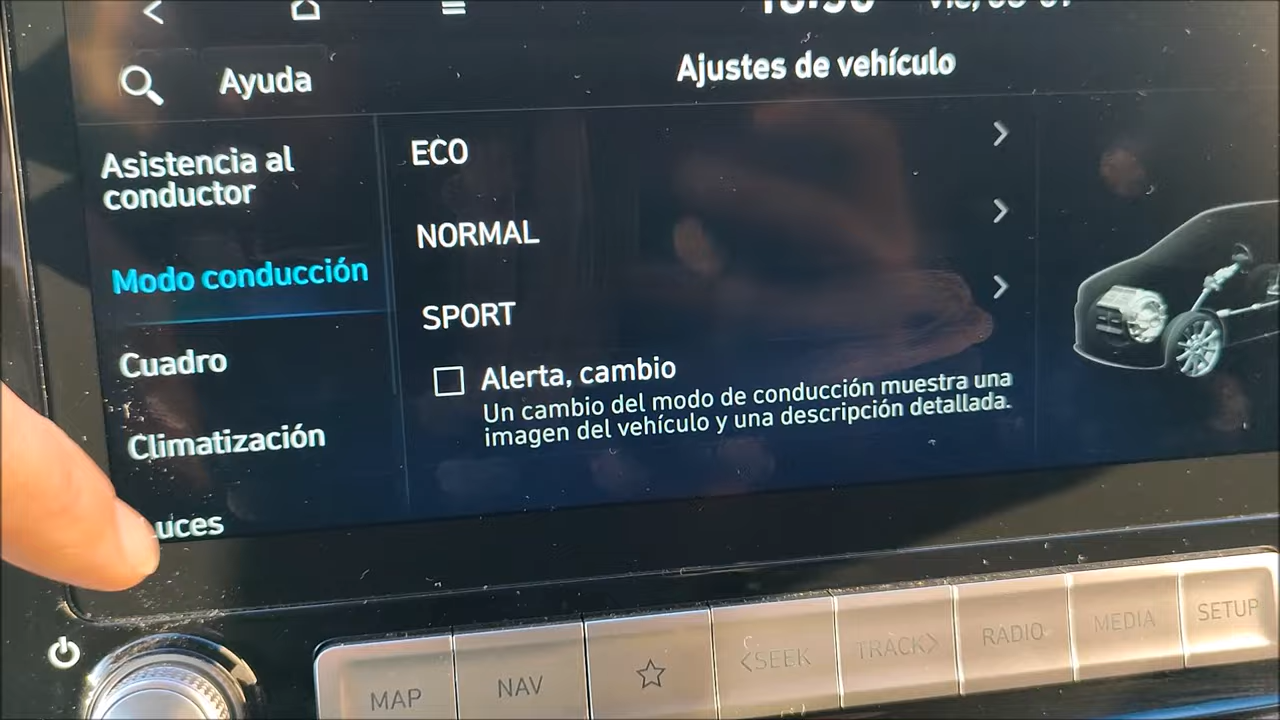 Ayuda
Ajustes de vehículo
Asistencia al
conductor
Modo conducción
Cuadro
Climatización
uces
ECO
NORMAL
SPORT
Alerta, cambio
Un cambio del modo de conducción muestra una
imagen del vehículo y una descripción detallada.
MAP
NAV
SEEK
TRACK
RADIO
MEDIA
SETUP